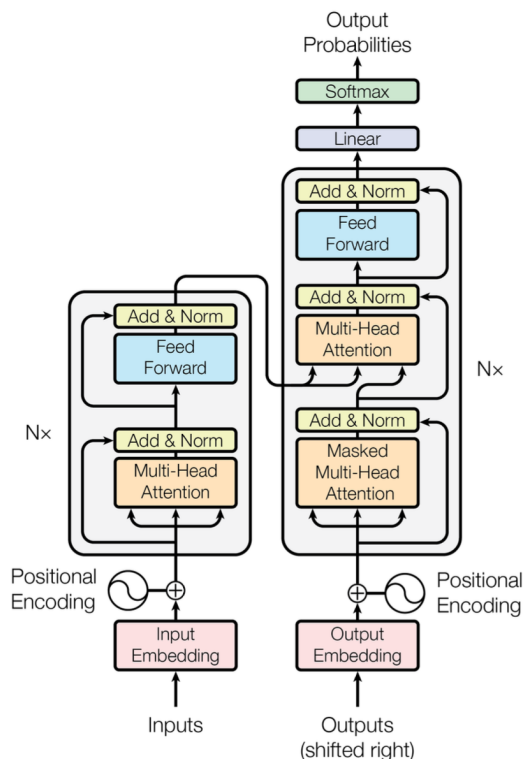 Output
Probabilities
Softmax
Linear
Add & Norm
Feed
Forward
Add & Norm
Multi-Head
Attention
Add & Norm
Masked
Multi-Head
Attention
N×
Add & Norm
Feed
Forward
Add & Norm
Multi-Head
Attention
N×
Positional
Encoding
Positional
Encoding
Input
Embedding
Output
Embedding
Inputs
Outputs
(shifted right)